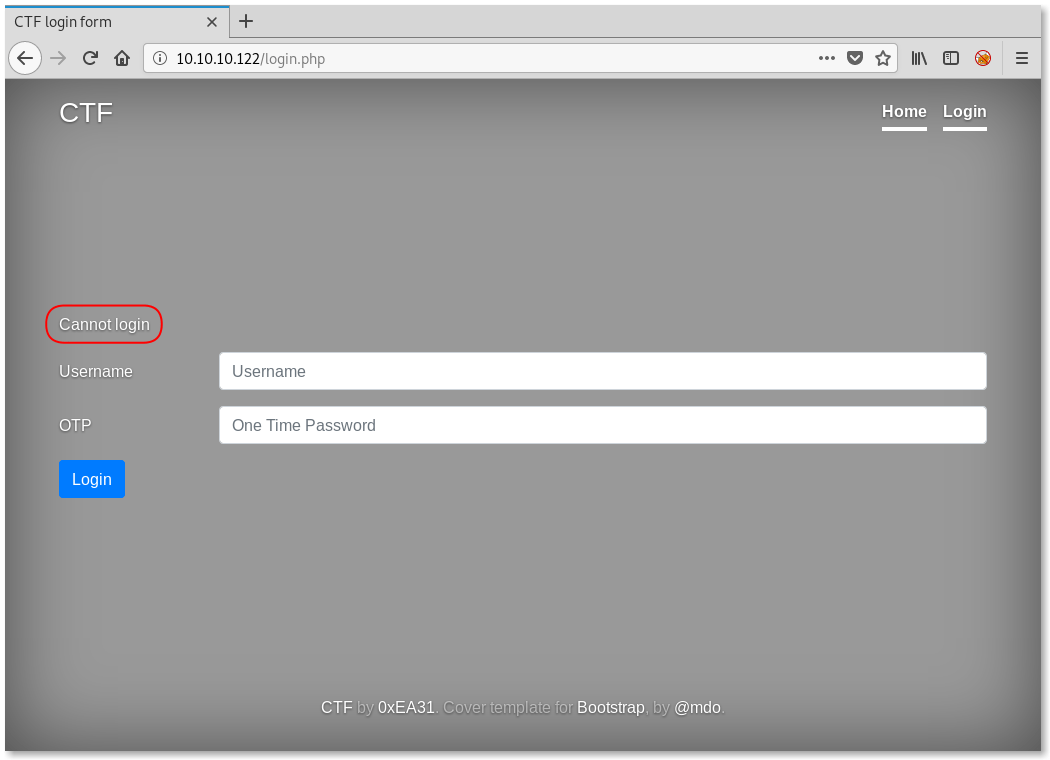 CTF login form
10.10.10.122/login.php
CTF Home Login
Cannot login
Username Username
OTP One Time Password
Login
CTF by 0xEA31. Cover template for Bootstrap, by @mdo.